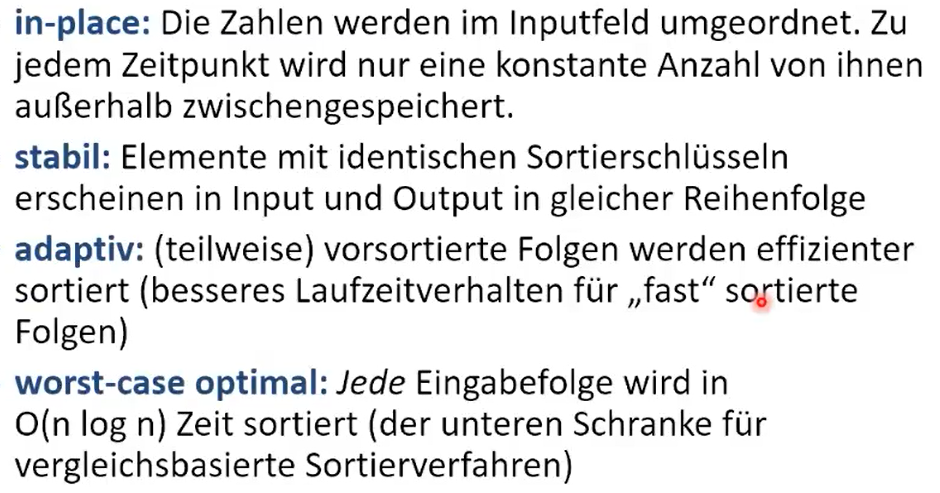 in-place: Die Zahlen werden im Inputfeld umgeordnet. Zu
jedem Zeitpunkt wird nur eine konstante Anzahl von ihnen
außerhalb zwischengespeichert.
stabil: Elemente mit identischen Sortierschlüsseln
erscheinen in Input und Output in gleicher Reihenfolge
adaptiv: (teilweise) vorsortierte Folgen werden effizienter
sortiert (besseres Laufzeitverhalten für „fast“ sortierte
Folgen)
worst-case optimal: Jede Eingabefolge wird in
O(n log n) Zeit sortiert (der unteren Schranke für
vergleichsbasierte Sortierverfahren)